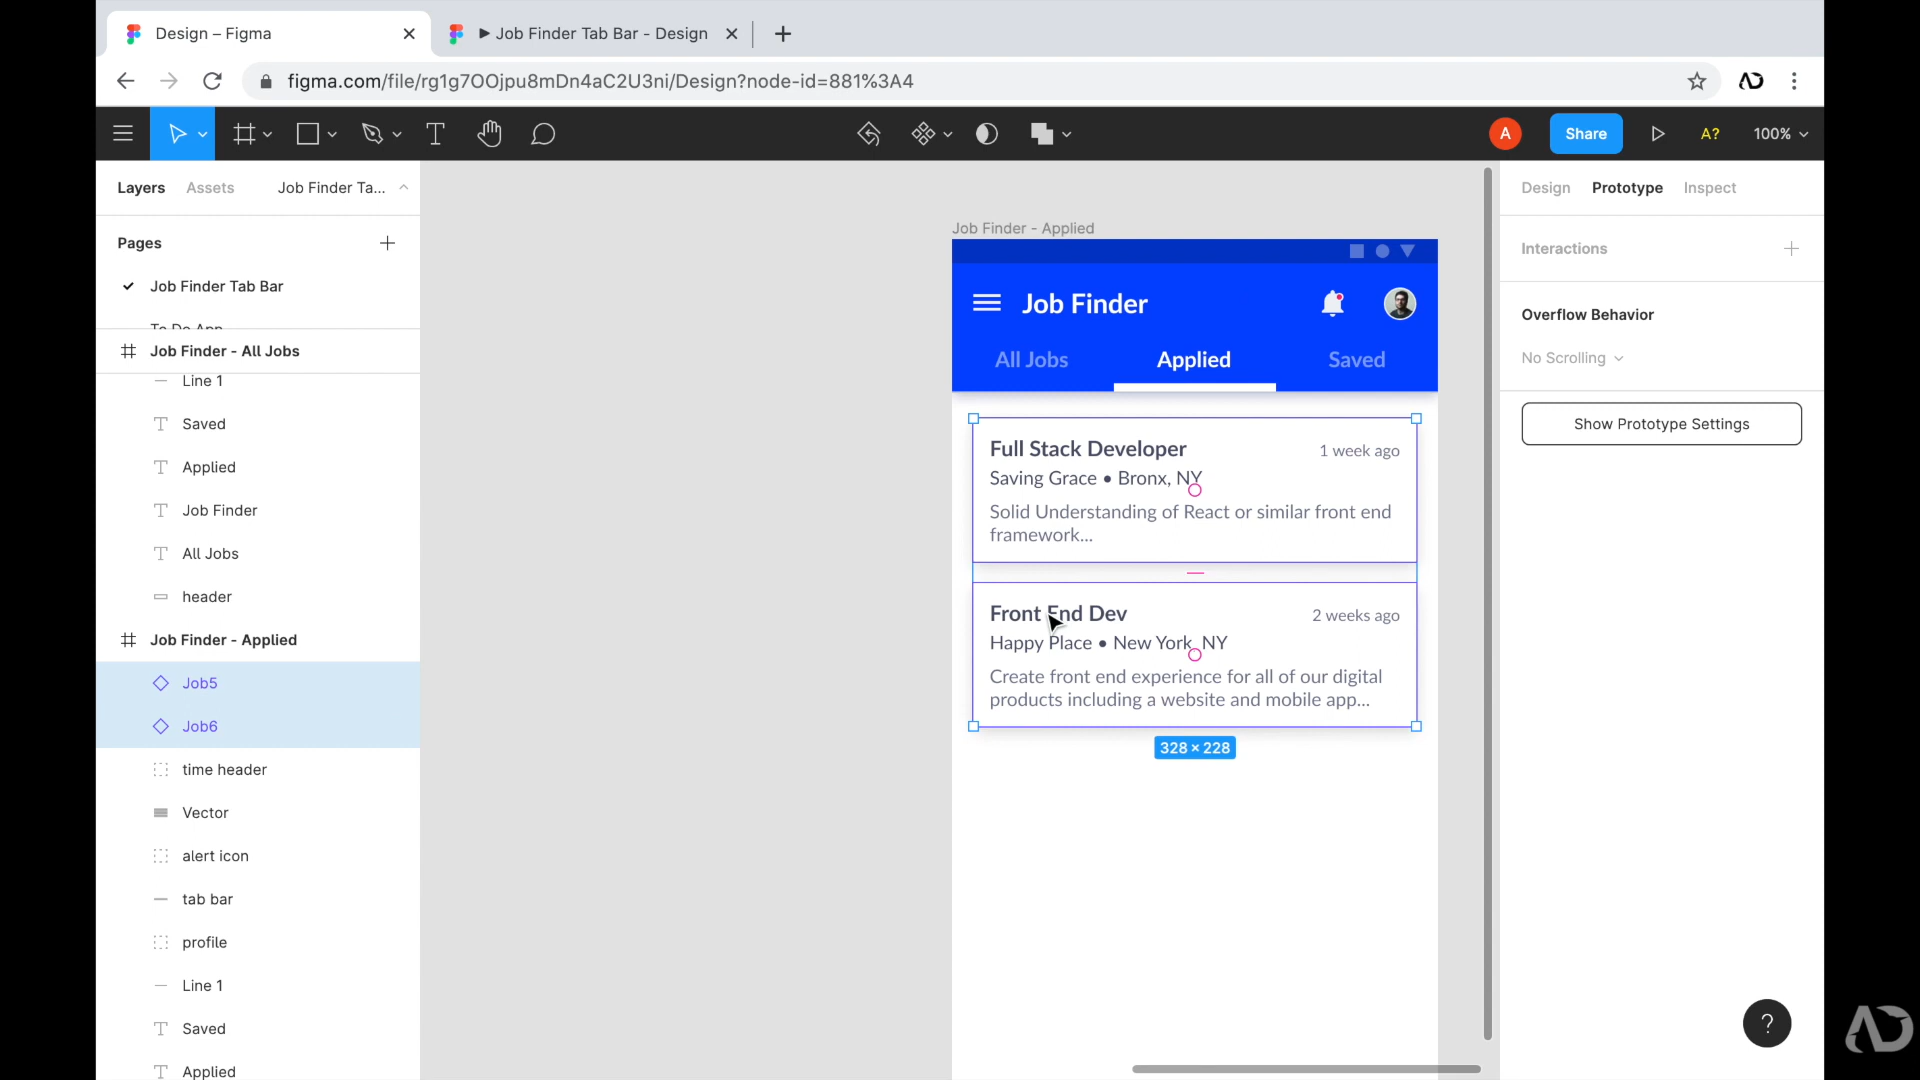 Design – Figma
▶ Job Finder Tab Bar - Design
figma.com/file/rg1g7OOjpu8mDn4aC2U3ni/Design?node-id=881%3A4
A
Share
A?
100%
Layers
Assets
Job Finder Ta...
Pages
Job Finder Tab Bar
To Do App
Job Finder - All Jobs
Line 1
Saved
Applied
Job Finder
All Jobs
header
Job Finder - Applied
Job5
Job6
time header
Vector
alert icon
tab bar
profile
Line 1
Saved
Applied
Job Finder - Applied
Job Finder
All Jobs
Applied
Saved
Full Stack Developer
1 week ago
Saving Grace • Bronx, NY
Solid Understanding of React or similar front end
framework...
Front End Dev
2 weeks ago
Happy Place • New York, NY
Create front end experience for all of our digital
products including a website and mobile app...
328 × 228
Design
Prototype
Inspect
Interactions
Overflow Behavior
No Scrolling
Show Prototype Settings
?